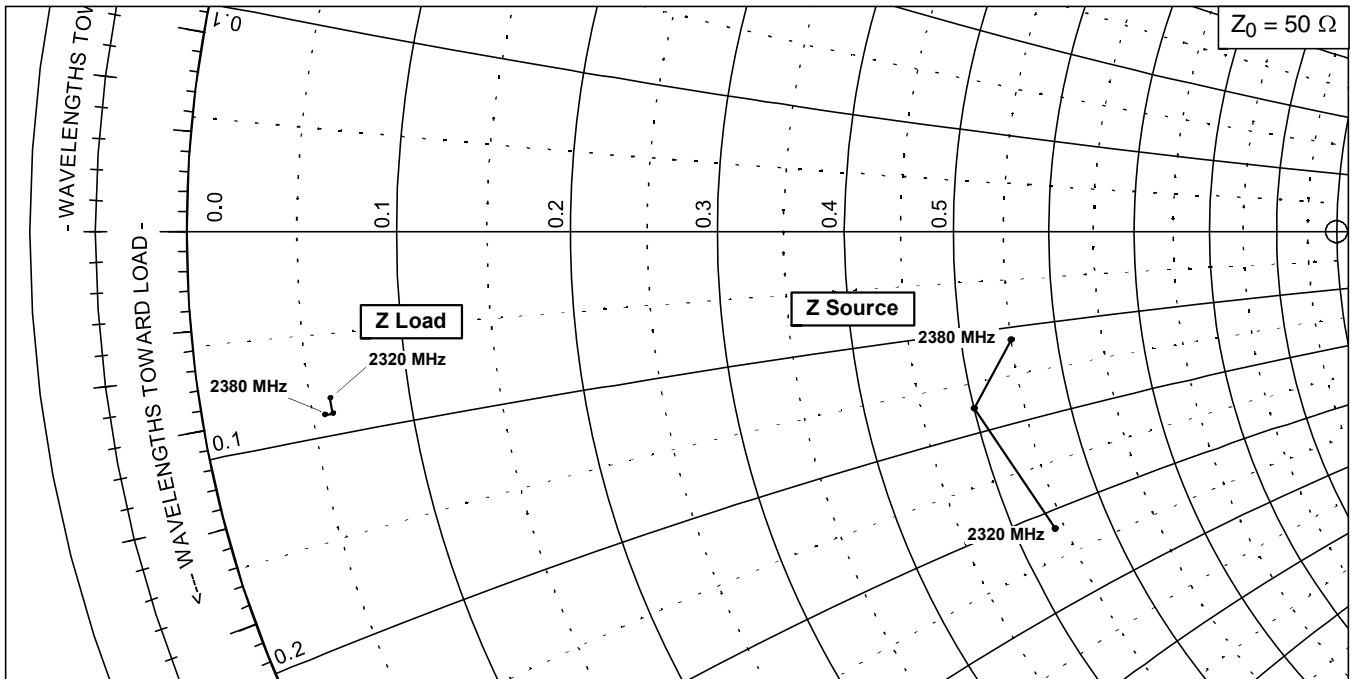 0.1
Z0 = 50 Ω
- WAVELENGTHS TOW
0.0
0.1
0.2
0.3
0.4
0.5
<--- WAVELENGTHS TOWARD LOAD -
Z Load
Z Source
2320 MHz
2380 MHz
2380 MHz
2320 MHz
0.1
0.2